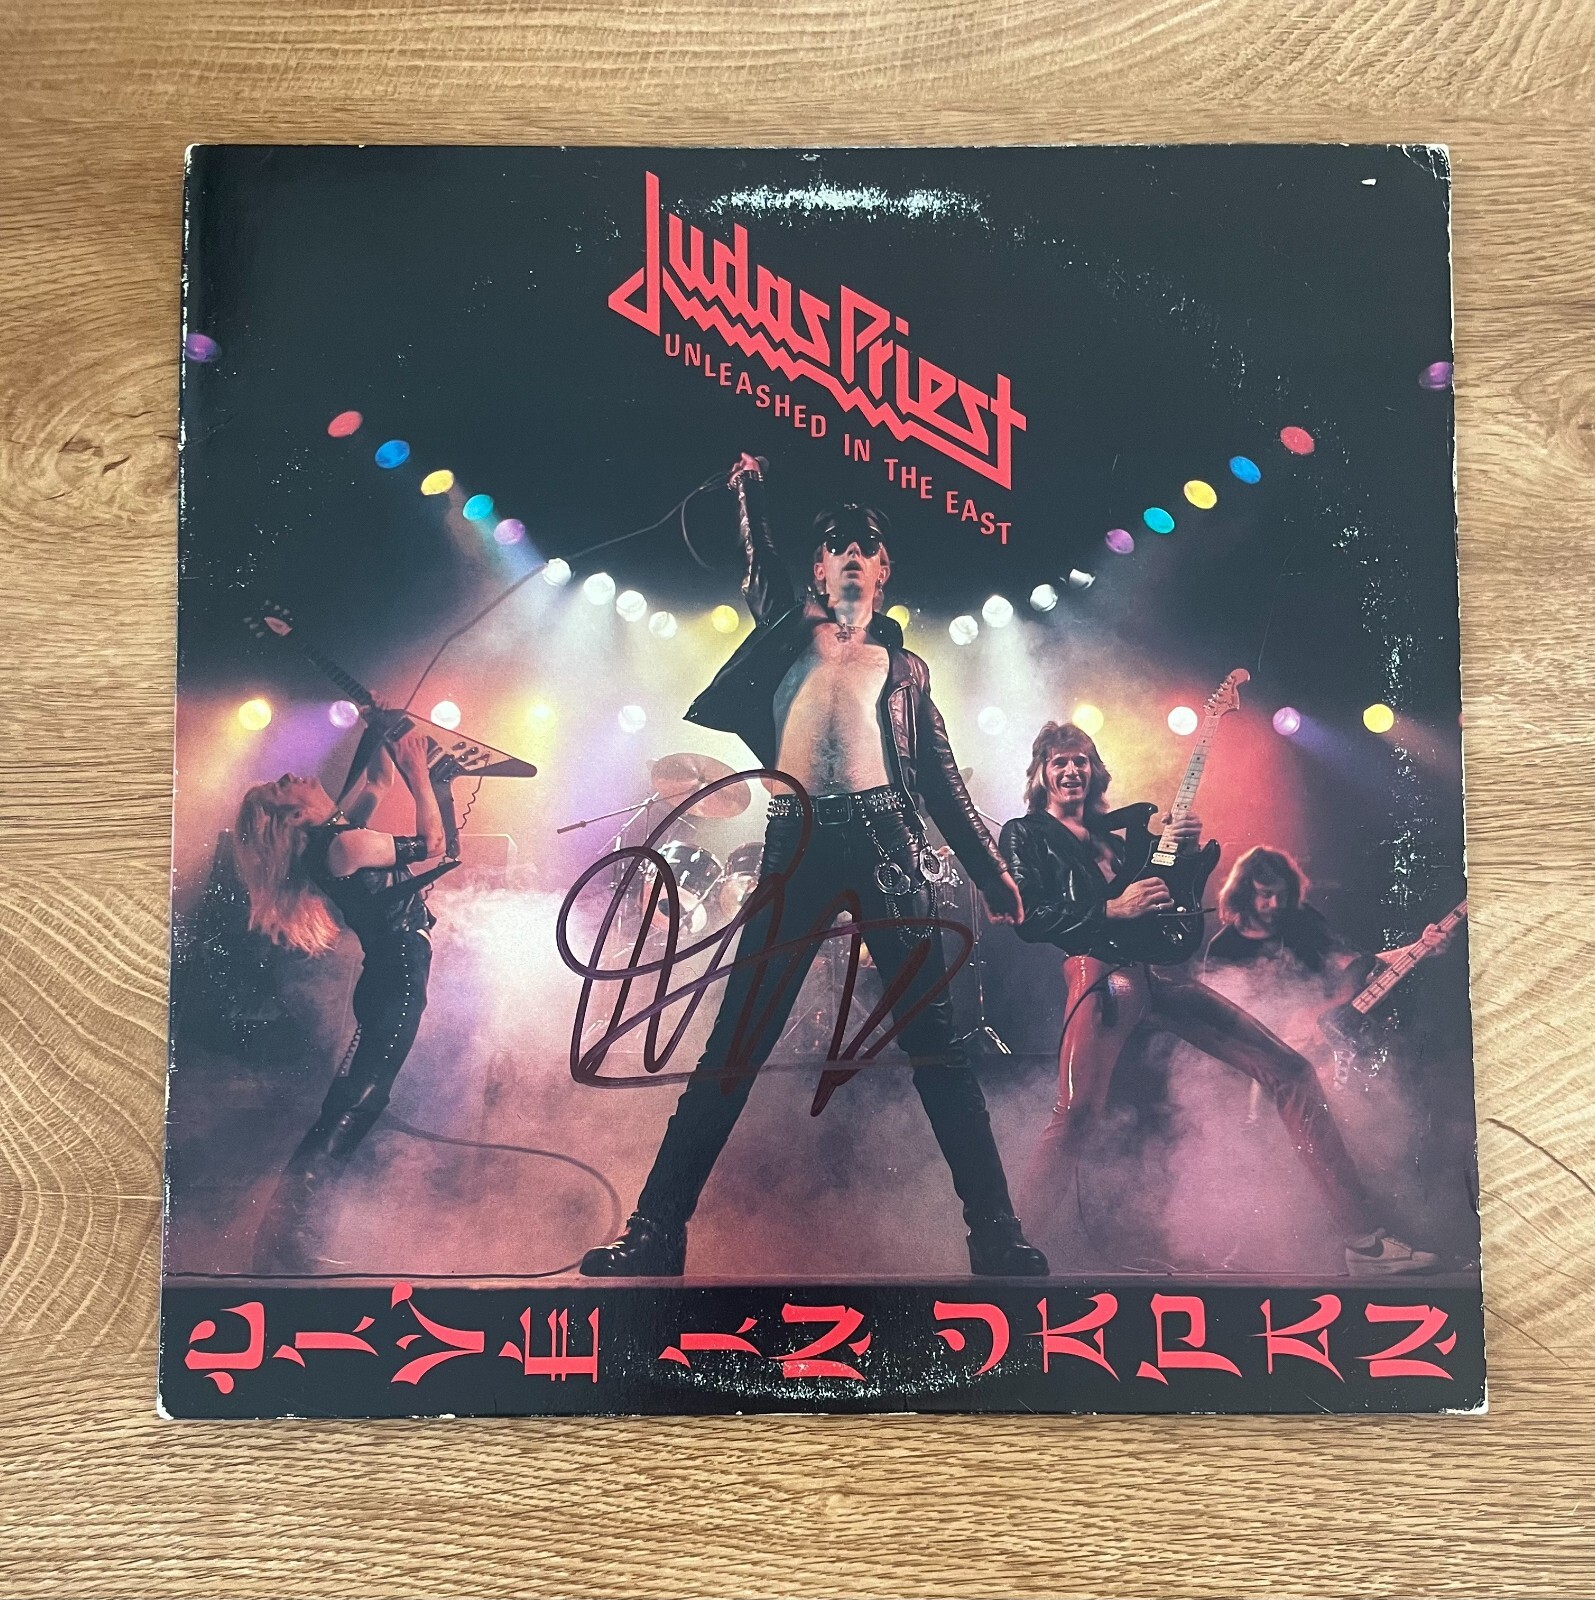 Judas Priest
UNLEASHED IN THE EAST
LIVE IN JAPAN